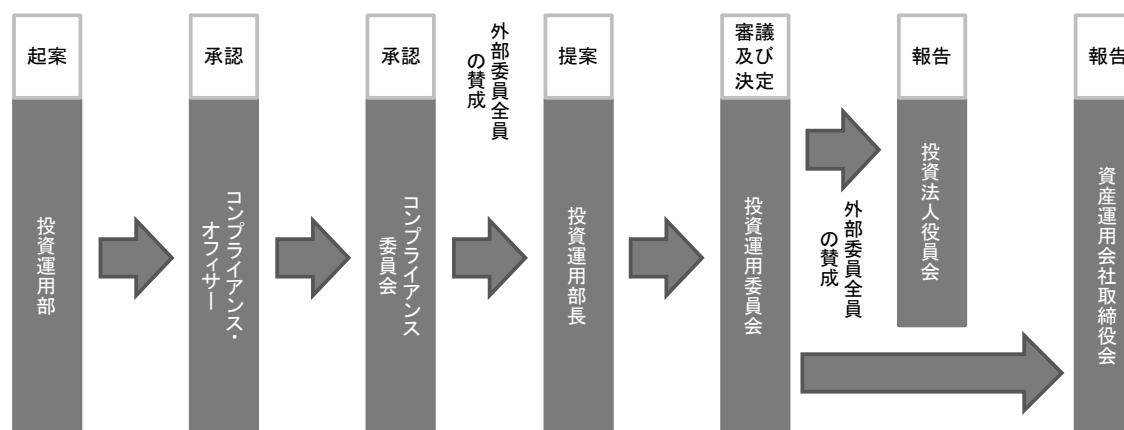 起案
投資運用部
承認
コンプライアンス・
オフィサー
承認
コンプライアンス
委員会
外部委員全員
の賛成
提案
投資運用部長
審議
及び
決定
投資運用委員会
外部委員全員
の賛成
報告
投資法人役員会
報告
資産運用会社取締役会